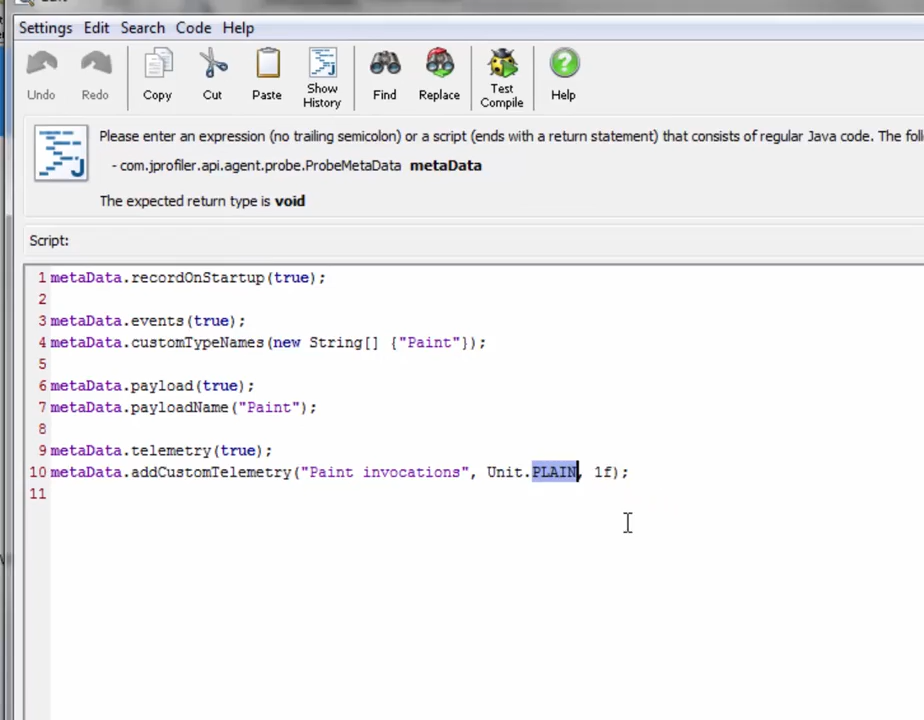 Settings Edit Search Code Help
Undo Redo Copy Cut Paste Show History Find Replace Test Compile Help
Please enter an expression (no trailing semicolon) or a script (ends with a return statement) that consists of regular Java code. The
- com.jprofiler.api.agent.probe.ProbeMetaData metaData
The expected return type is void
Script:
1 metaData.recordOnStartup(true);
2
3 metaData.events(true);
4 metaData.customTypeNames(new String[] {"Paint"});
5
6 metaData.payload(true);
7 metaData.payloadName("Paint");
8
9 metaData.telemetry(true);
10 metaData.addCustomTelemetry("Paint invocations", Unit.PLAIN, 1f);
11